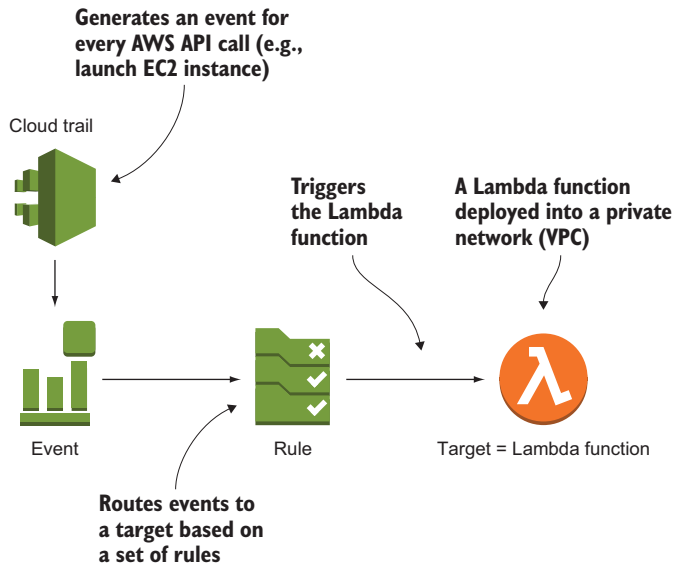 Generates an event for
every AWS API call (e.g.,
launch EC2 instance)
Cloud trail
Triggers
the Lambda
function
A Lambda function
deployed into a private
network (VPC)
Event
Rule
Target = Lambda function
Routes events to
a target based on
a set of rules